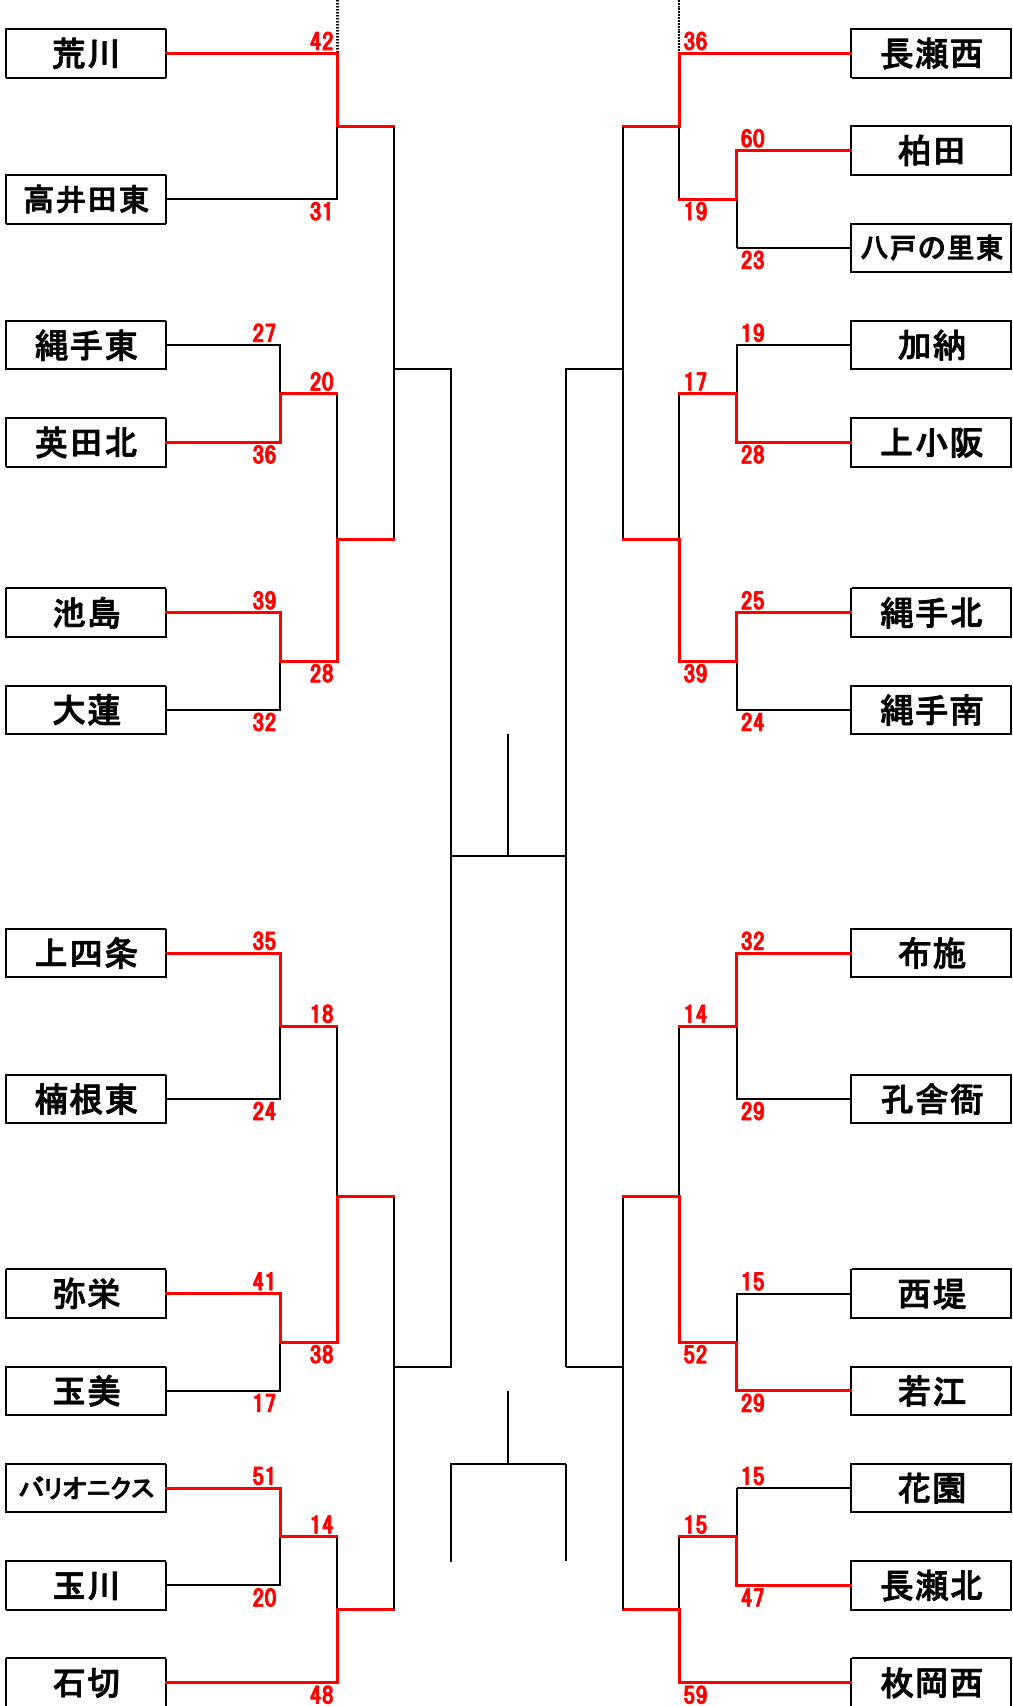 42
36
荒川
長瀬西
60
柏田
高井田東
31
19
八戸の里東
23
27
19
縄手東
加納
20
17
英田北
上小阪
36
28
39
25
池島
縄手北
28
39
大蓮
縄手南
32
24
35
32
上四条
布施
18
14
楠根東
孔舎衙
24
29
41
15
弥栄
西堤
38
52
玉美
若江
17
29
51
15
バリオニクス
花園
14
15
玉川
長瀬北
20
47
石切
枚岡西
48
59